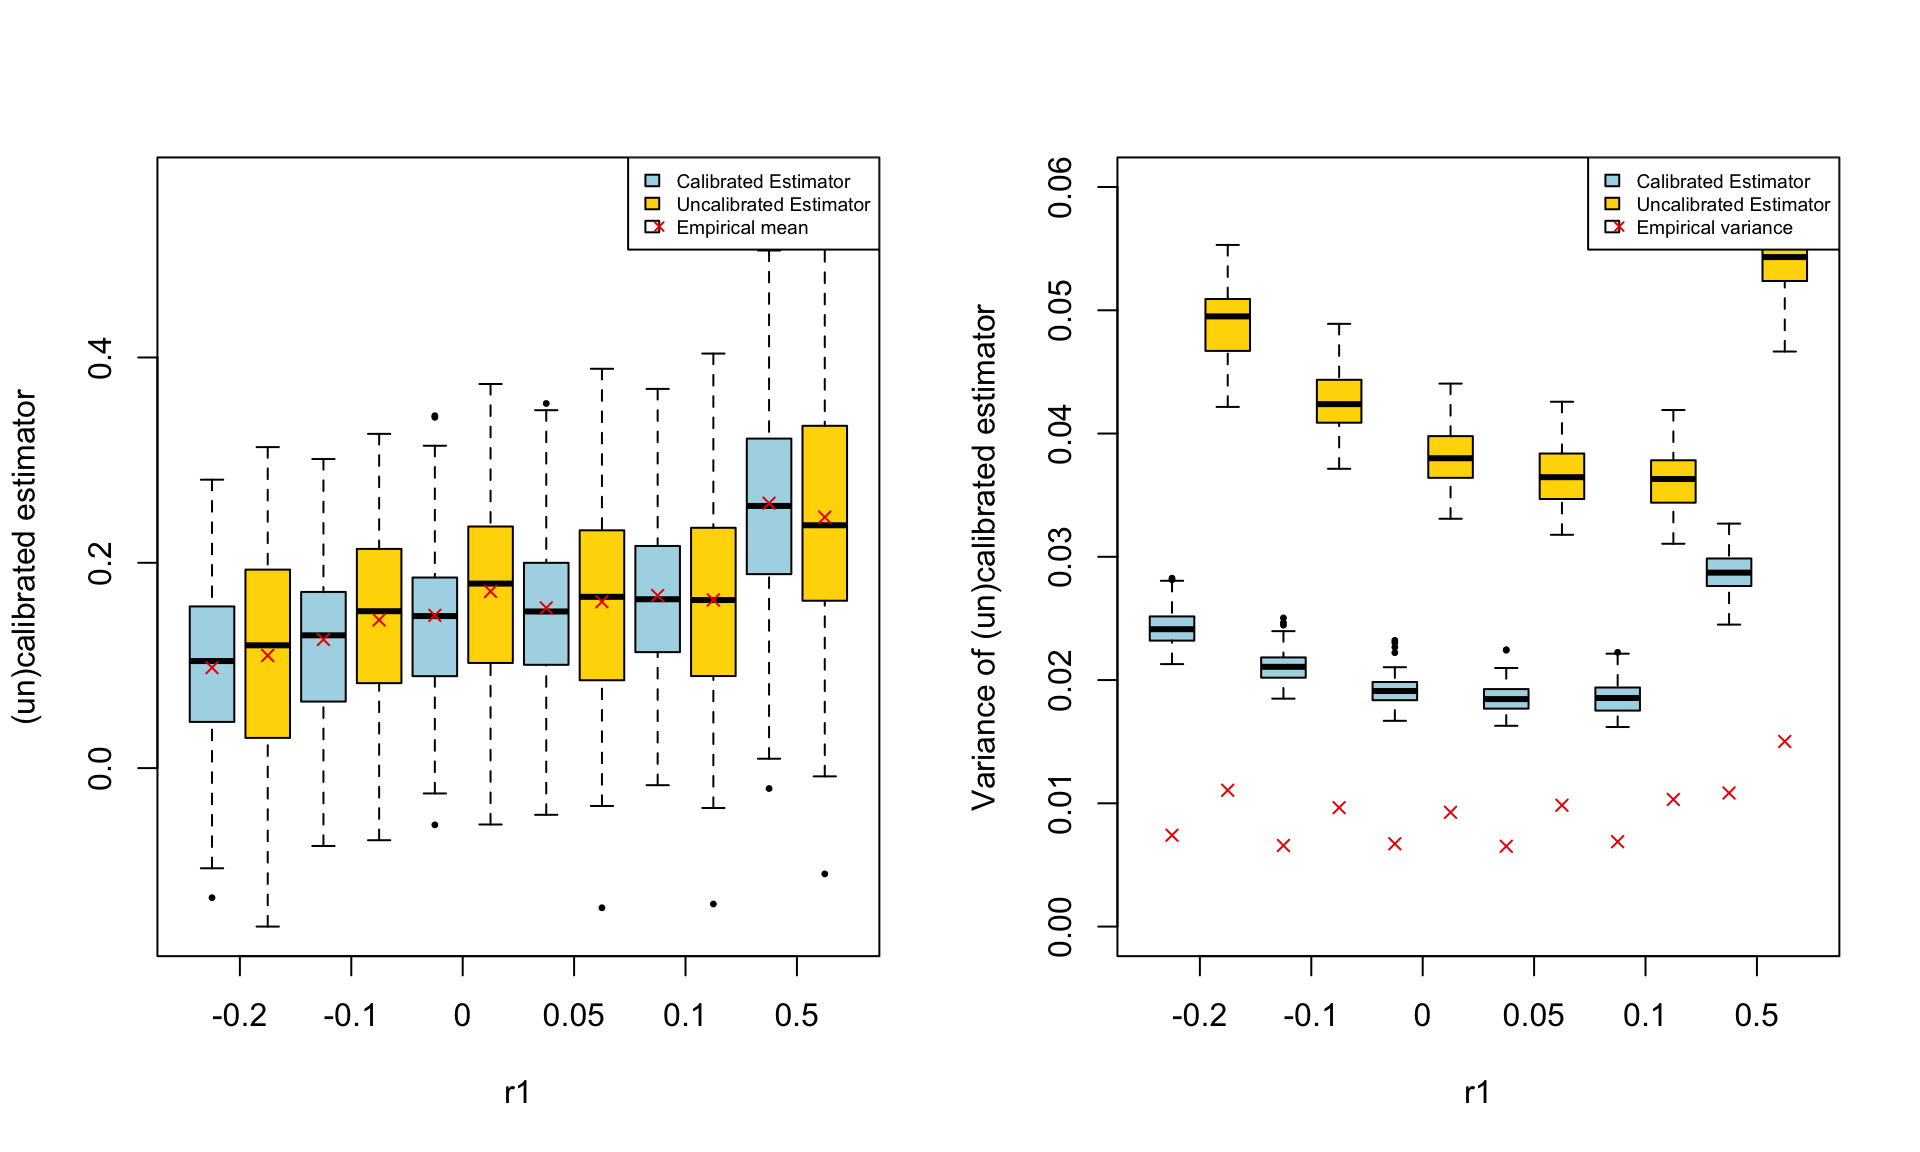 Calibrated Estimator
Uncalibrated Estimator
Empirical mean
(un)calibrated estimator
0.4
0.2
0.0
-0.2 -0.1 0 0.05 0.1 0.5
r1
Calibrated Estimator
Uncalibrated Estimator
Empirical variance
Variance of (un)calibrated estimator
0.06
0.05
0.04
0.03
0.02
0.01
0.00
-0.2 -0.1 0 0.05 0.1 0.5
r1